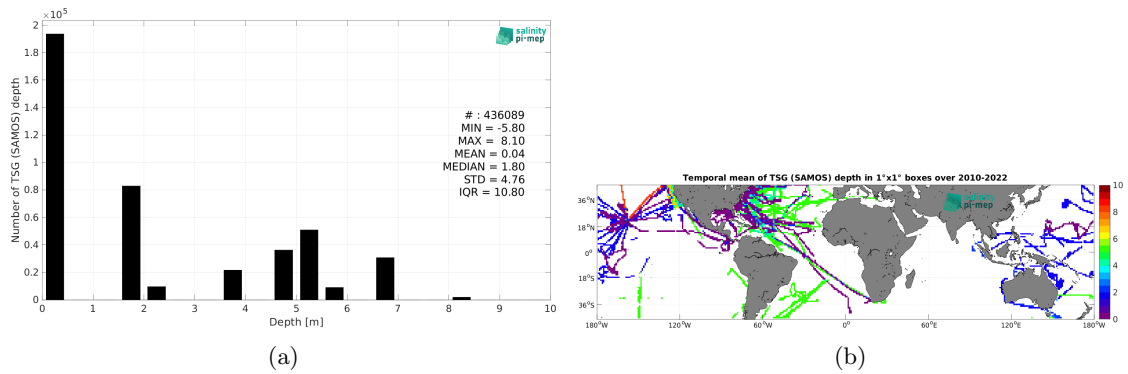 ×10⁵
2
1.8
1.6
1.4
1.2
1
0.8
0.6
0.4
0.2
0
Number of TSG (SAMOS) depth
salinity
pi-mep
# : 436089
MIN = -5.80
MAX = 8.10
MEAN = 0.04
MEDIAN = 1.80
STD = 4.76
IQR = 10.80
0 1 2 3 4 5 6 7 8 9 10
Depth [m]
(a)
Temporal mean of TSG (SAMOS) depth in 1°x1° boxes over 2010-2022
salinity
pi-mep
36°N
18°N
0°
18°S
36°S
180°W 120°W 60°W 0° 60°E 120°E 180°W
10
8
6
4
2
0
(b)